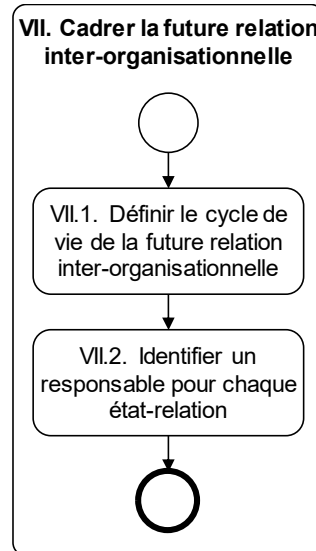 VII. Cadrer la future relation
inter-organisationnelle
VII.1. Définir le cycle de
vie de la future relation
inter-organisationnelle
VII.2. Identifier un
responsable pour chaque
état-relation